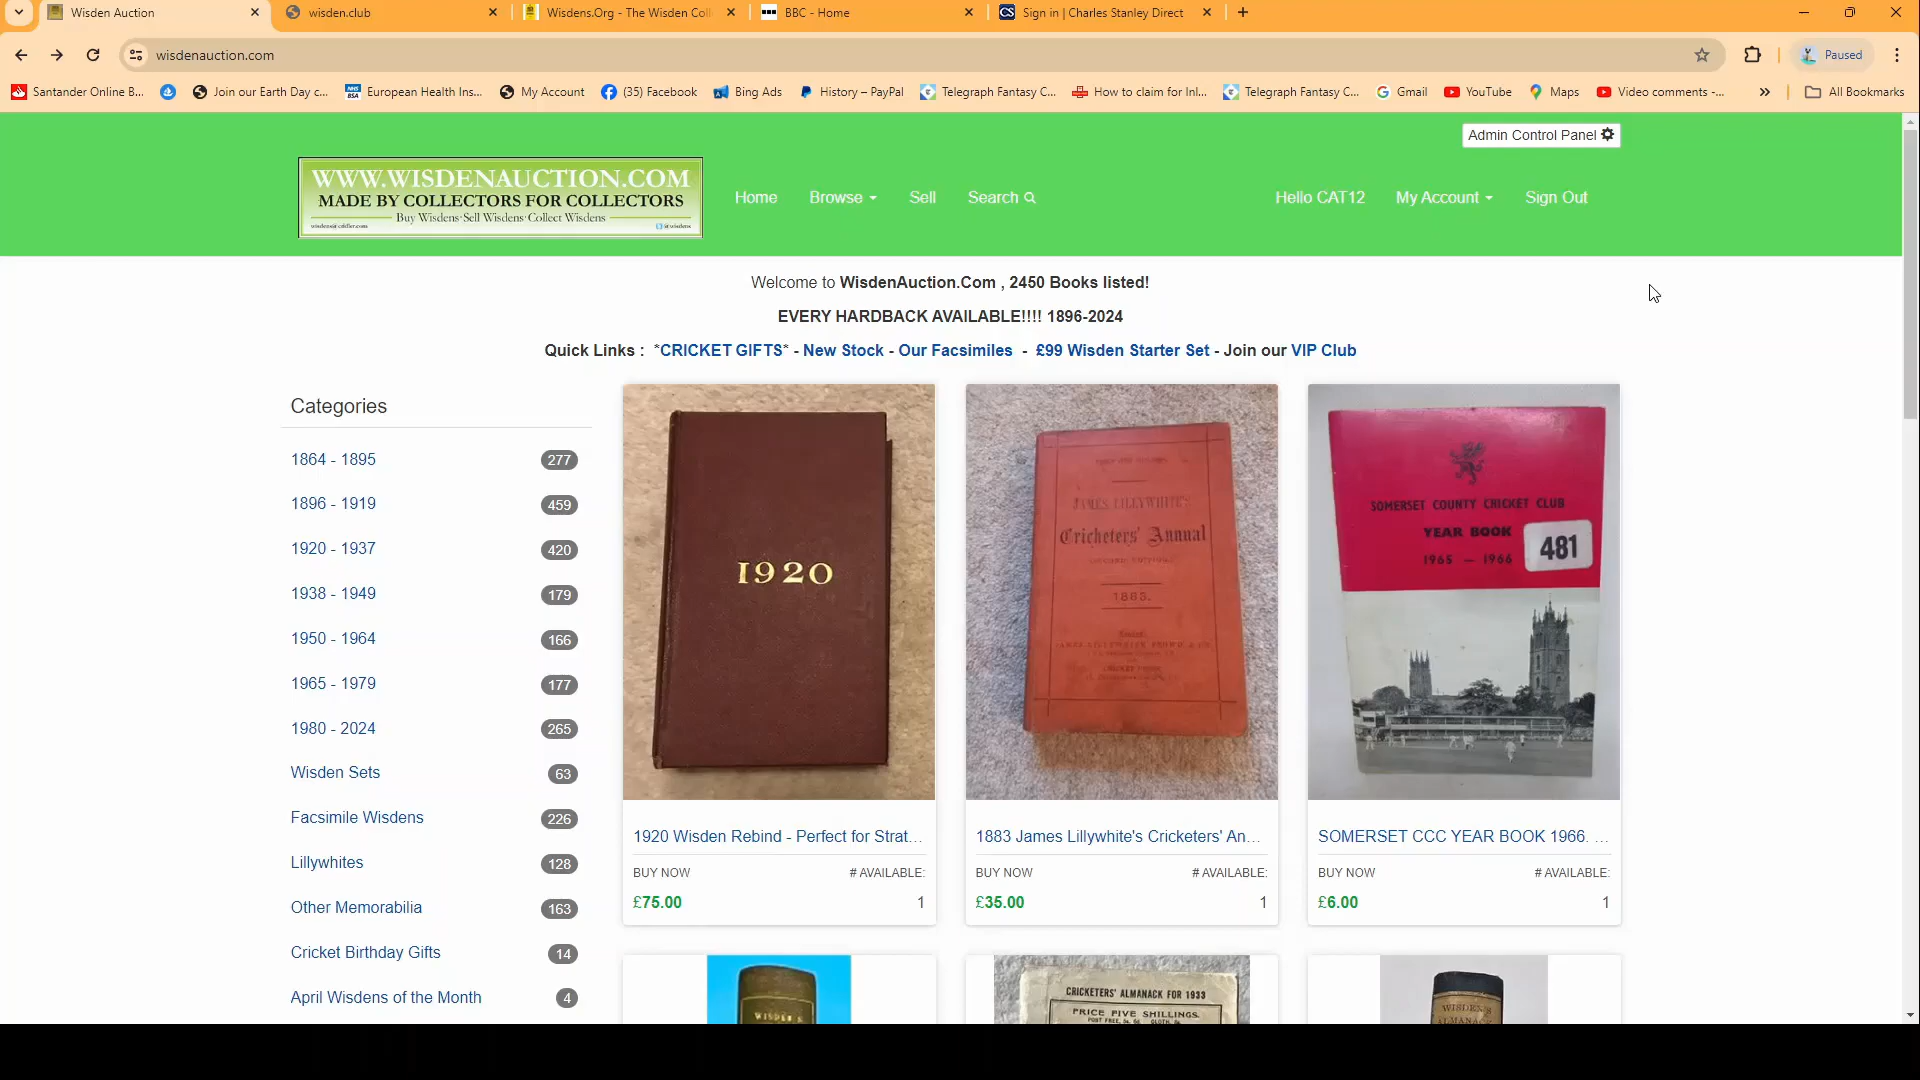 Wisden Auction
wisden.club
Wisdens.Org - The Wisden Coll
BBC - Home
Sign in | Charles Stanley Direct
wisdenauction.com
Paused
Santander Online B...
Join our Earth Day c...
European Health Ins...
My Account
(35) Facebook
Bing Ads
History – PayPal
Telegraph Fantasy C...
How to claim for Inl...
Telegraph Fantasy C...
Gmail
YouTube
Maps
Video comments -...
All Bookmarks
Admin Control Panel
WWW.WISDENAUCTION.COM
MADE BY COLLECTORS FOR COLLECTORS
Buy Wisdens·Sell Wisdens·Collect Wisdens
@wisdens
Home
Browse
Sell
Search
Hello CAT12
My Account
Sign Out
Welcome to WisdenAuction.Com , 2450 Books listed!
EVERY HARDBACK AVAILABLE!!!! 1896-2024
Quick Links : *CRICKET GIFTS* - New Stock - Our Facsimiles - £99 Wisden Starter Set - Join our VIP Club
Categories
1864 - 1895 277
1896 - 1919 459
1920 - 1937 420
1938 - 1949 179
1950 - 1964 166
1965 - 1979 177
1980 - 2024 265
Wisden Sets 63
Facsimile Wisdens 226
Lillywhites 128
Other Memorabilia 163
Cricket Birthday Gifts 14
April Wisdens of the Month 4
1920
1920 Wisden Rebind - Perfect for Strat...
BUY NOW # AVAILABLE:
£75.00 1
JAMES LILLYWHITE'S
Cricketers' Annual
1883.
1883 James Lillywhite's Cricketers' An...
BUY NOW # AVAILABLE:
£35.00 1
SOMERSET COUNTY CRICKET CLUB
YEAR BOOK
1965 — 1966
481
SOMERSET CCC YEAR BOOK 1966. ...
BUY NOW # AVAILABLE:
£6.00 1
WISDEN'S
CRICKETERS' ALMANACK FOR 1933
PRICE FIVE SHILLINGS.
WISDEN'S
ALMANACK